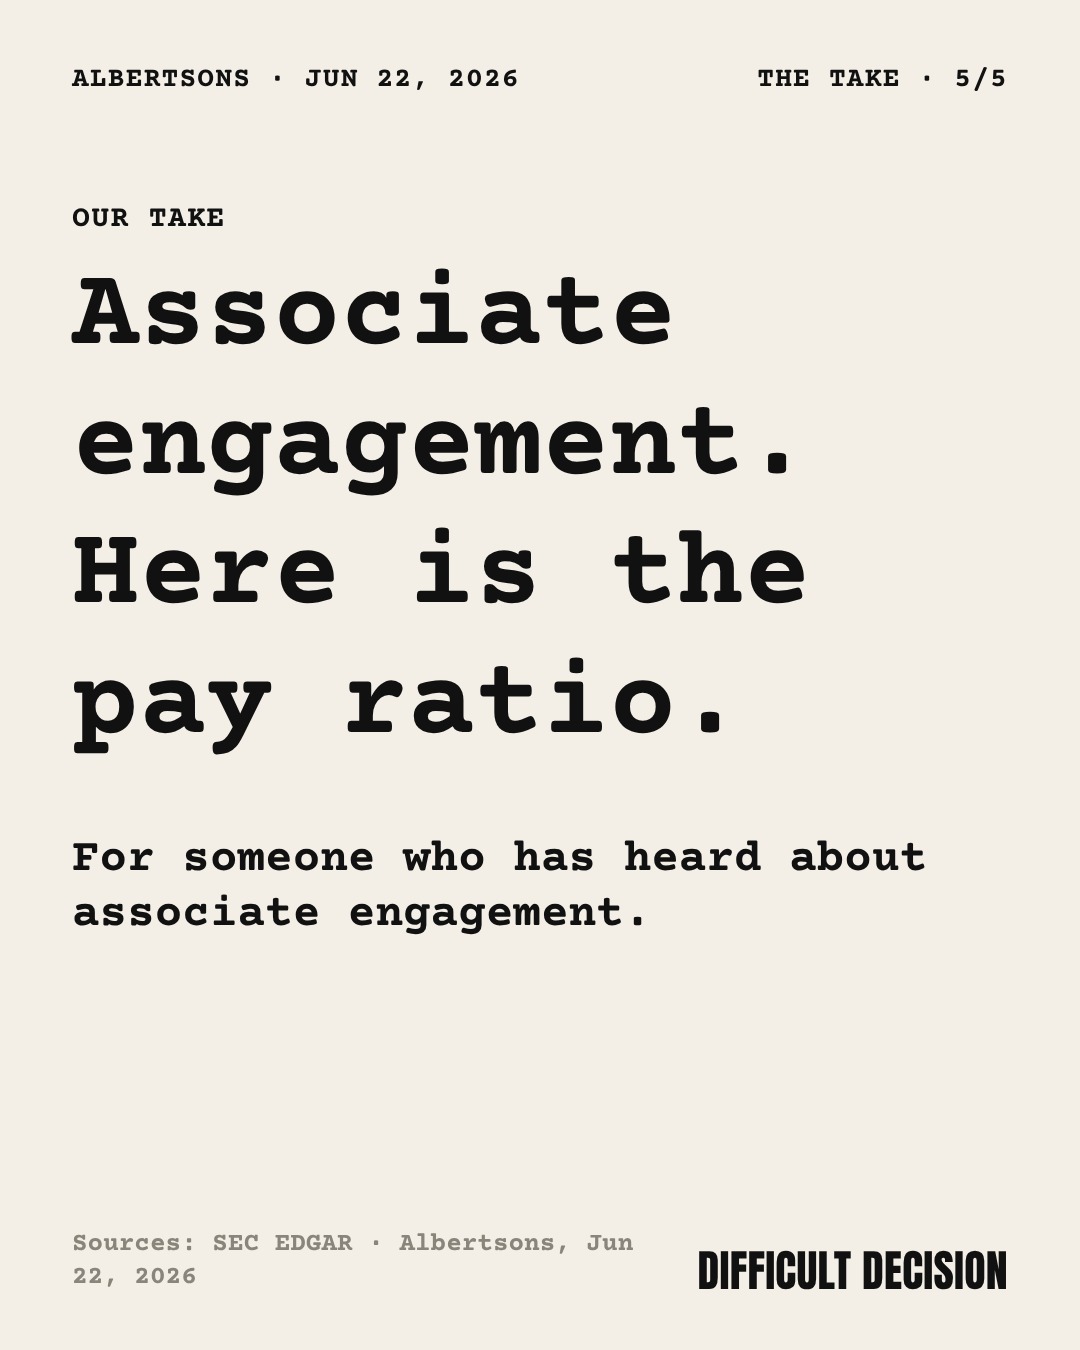 ALBERTSONS · JUN 22, 2026
THE TAKE · 5/5
OUR TAKE
Associate
engagement.
Here is the
pay ratio.
For someone who has heard about
associate engagement.
Sources: SEC EDGAR · Albertsons, Jun
22, 2026
DIFFICULT DECISION